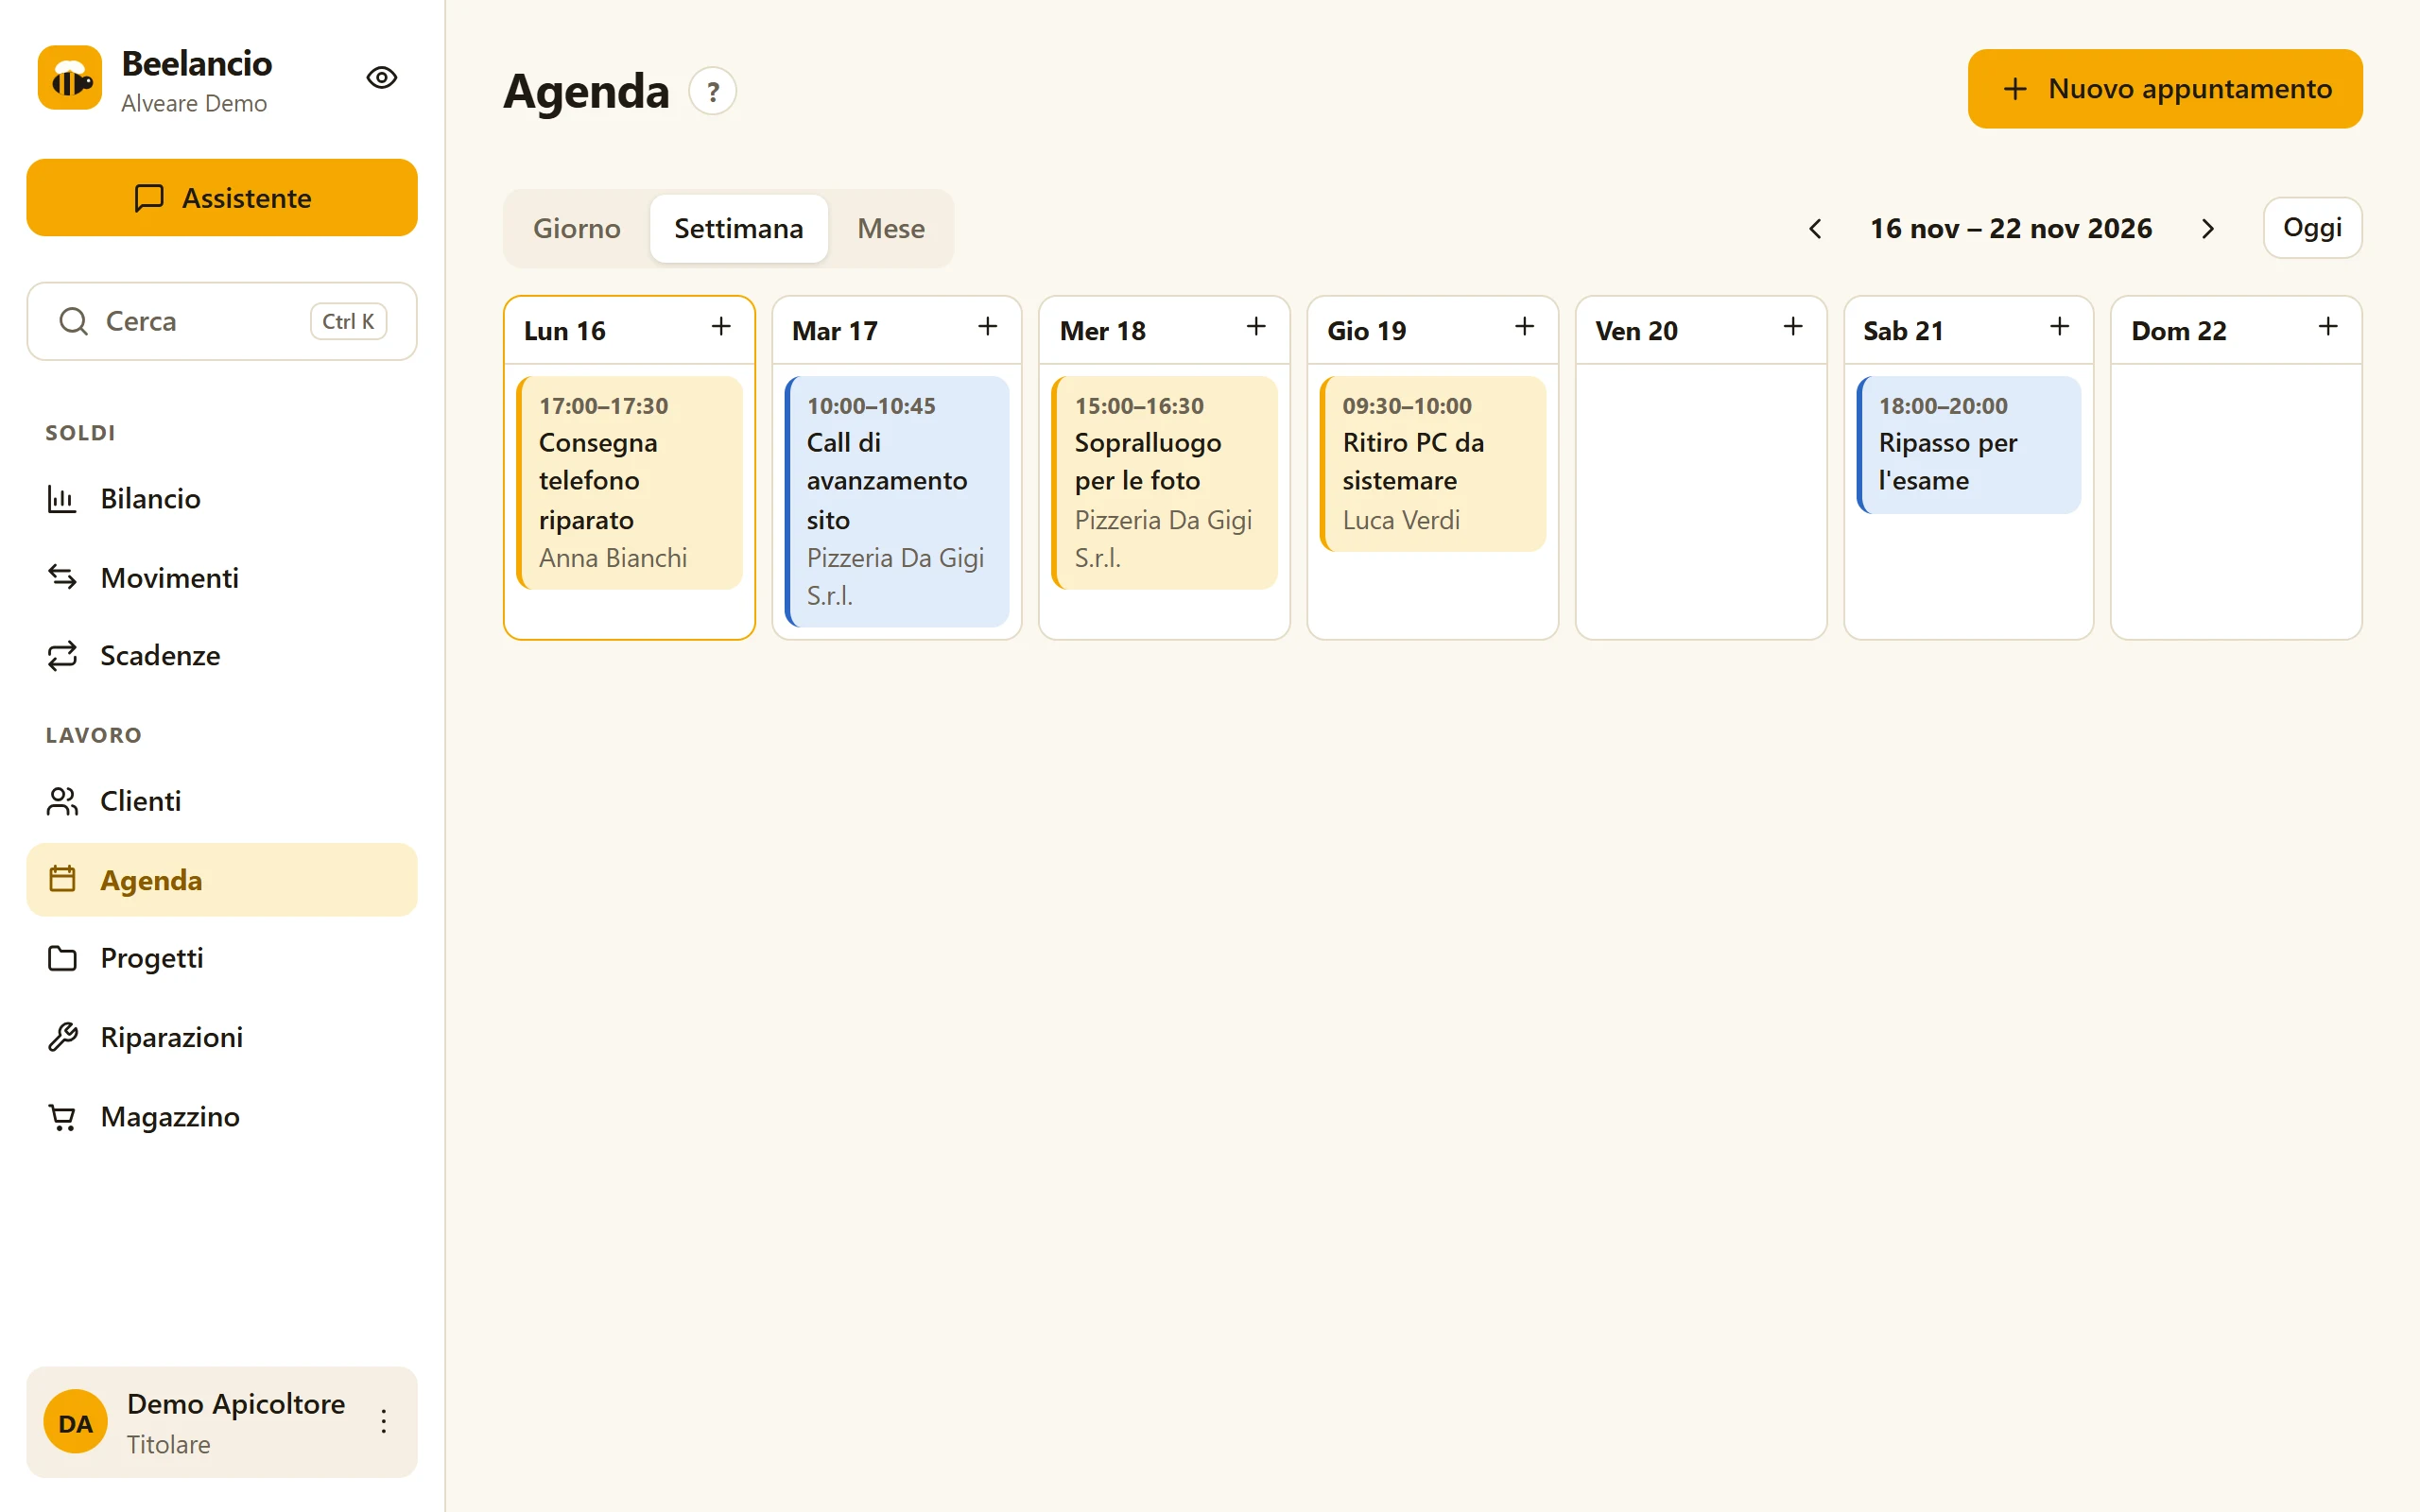 Beelancio
Alveare Demo
Assistente
Cerca
Ctrl K
SOLDI
Bilancio
Movimenti
Scadenze
LAVORO
Clienti
Agenda
Progetti
Riparazioni
Magazzino
DA
Demo Apicoltore
Titolare
Agenda
?
+ Nuovo appuntamento
Giorno
Settimana
Mese
16 nov – 22 nov 2026
Oggi
Lun 16
17:00–17:30
Consegna
telefono
riparato
Anna Bianchi
Mar 17
10:00–10:45
Call di
avanzamento
sito
Pizzeria Da Gigi
S.r.l.
Mer 18
15:00–16:30
Sopralluogo
per le foto
Pizzeria Da Gigi
S.r.l.
Gio 19
09:30–10:00
Ritiro PC da
sistemare
Luca Verdi
Ven 20
Sab 21
18:00–20:00
Ripasso per
l'esame
Dom 22